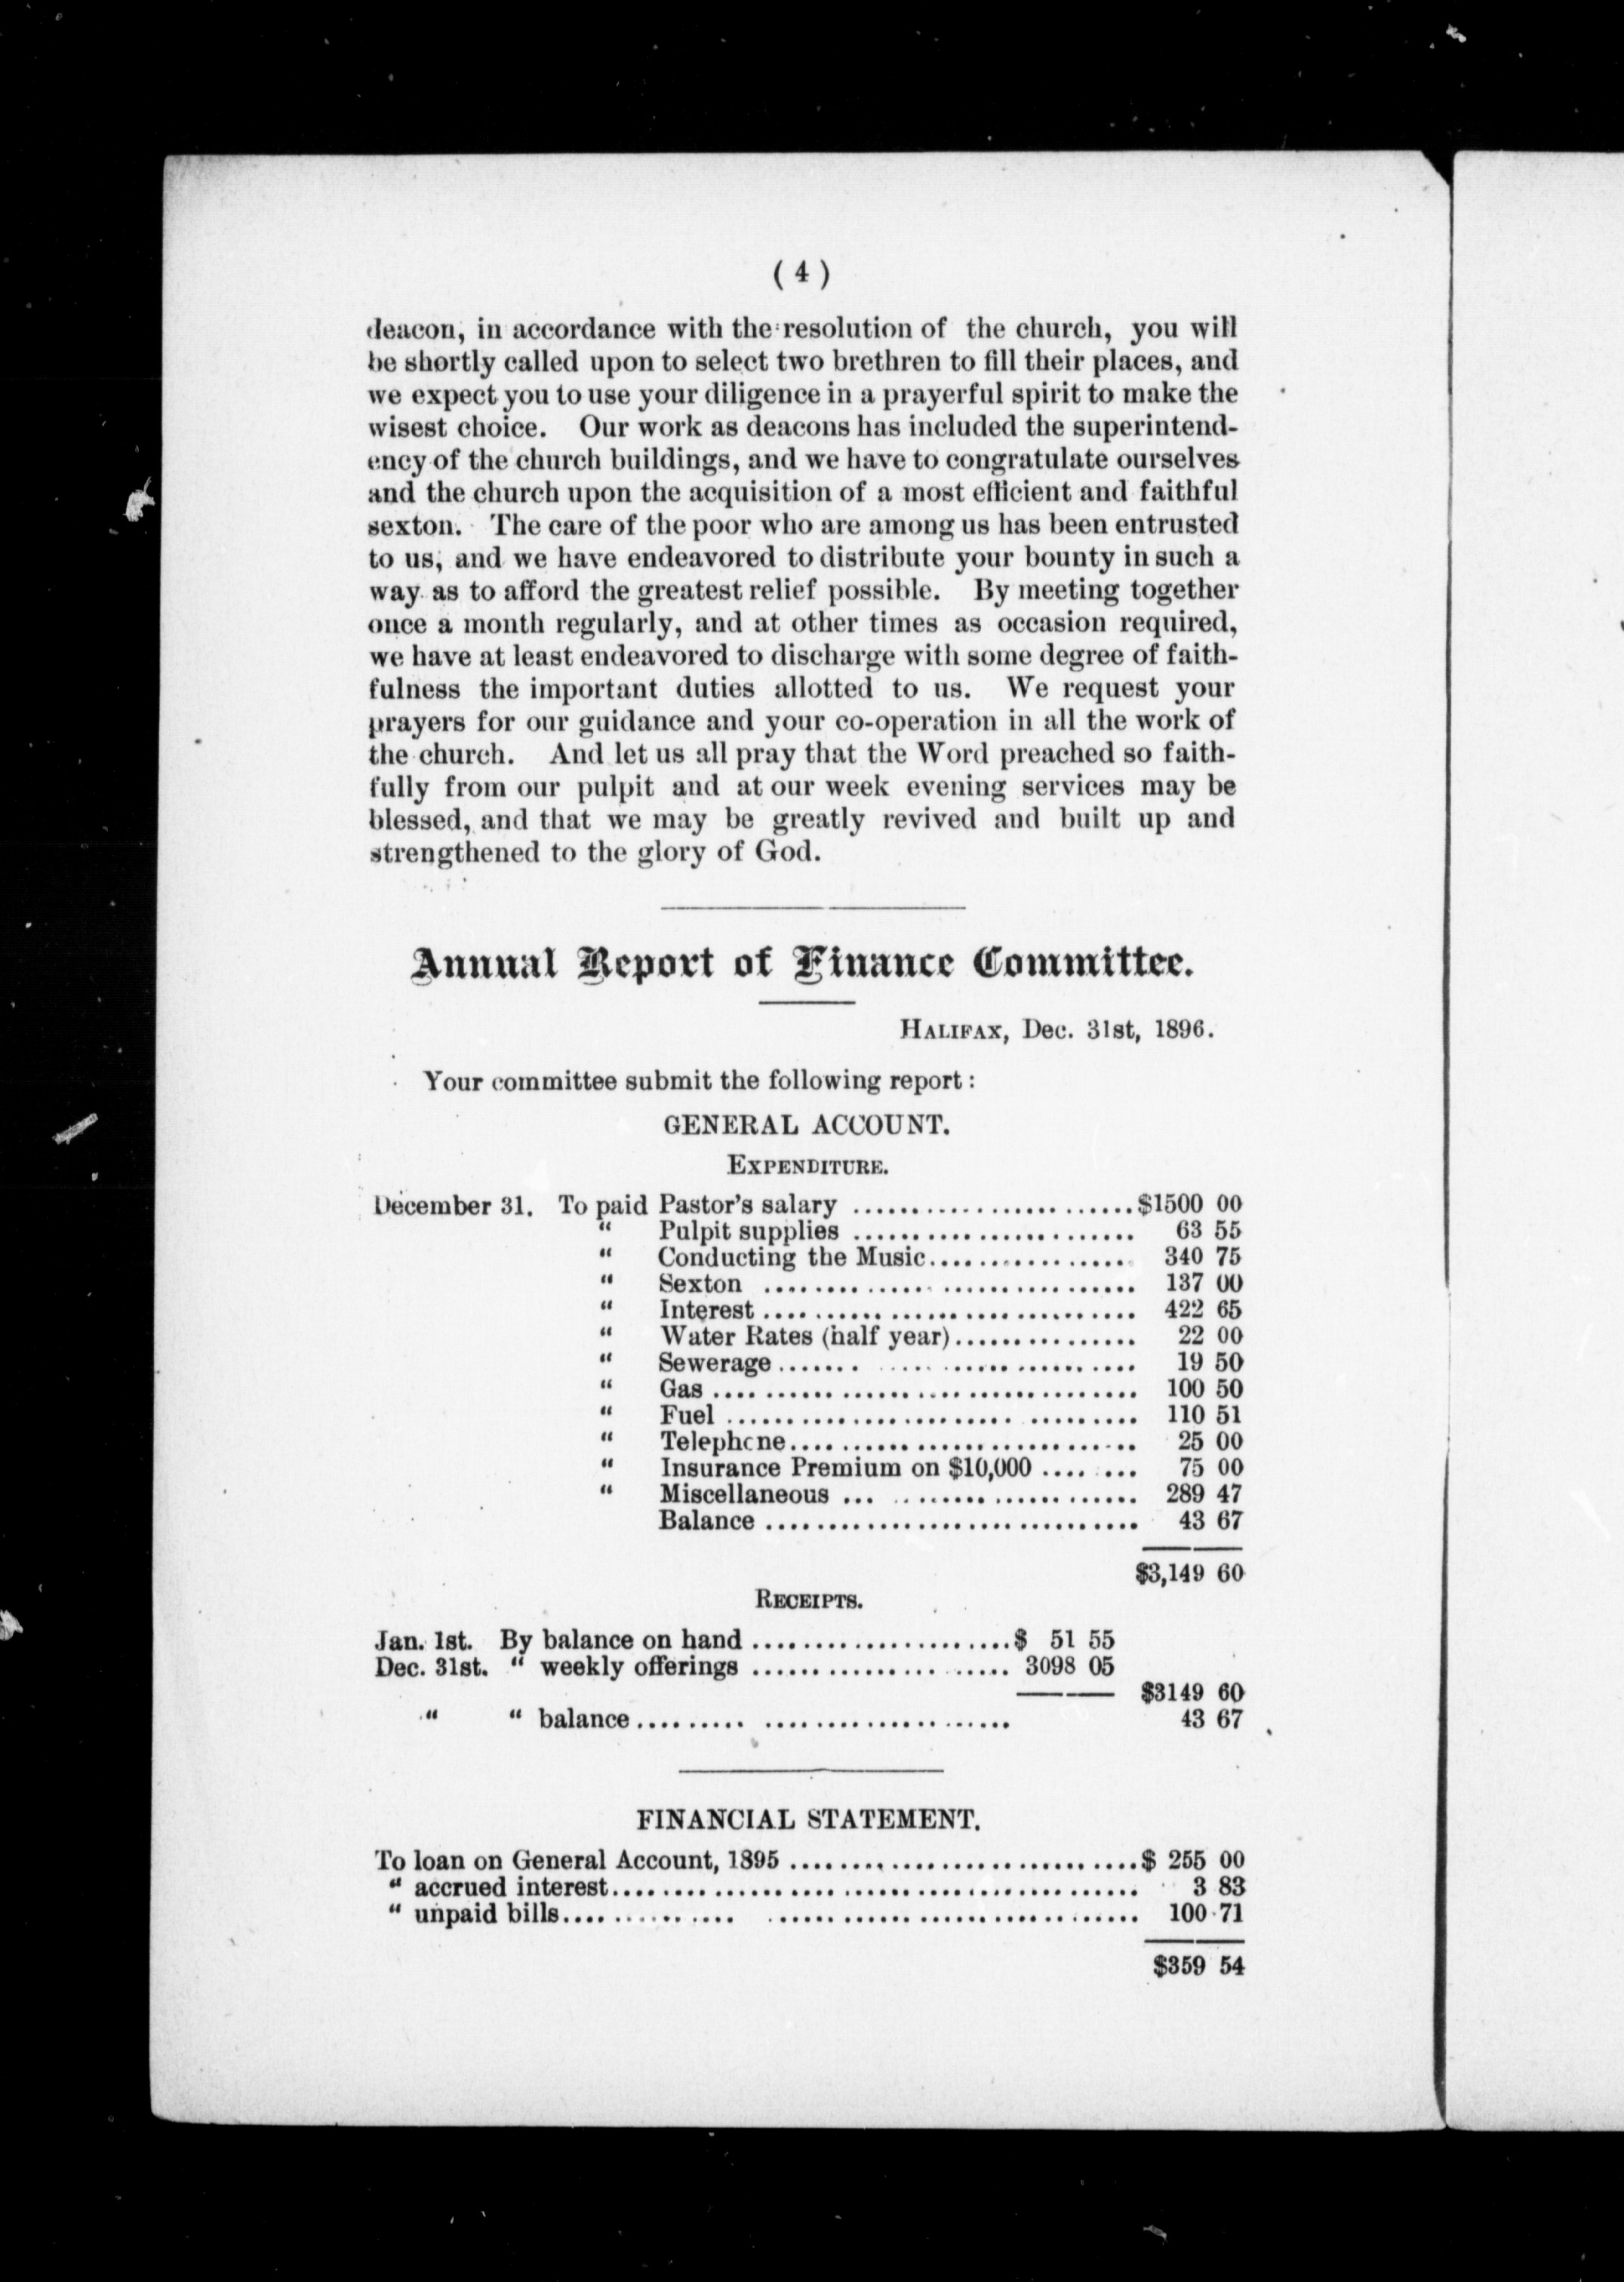 ( 4 )
deacon, in accordance with the resolution of the church, you will
be shortly called upon to select two brethren to fill their places, and
we expect you to use your diligence in a prayerful spirit to make the
wisest choice. Our work as deacons has included the superintend-
ency of the church buildings, and we have to congratulate ourselves
and the church upon the acquisition of a most efficient and faithful
sexton. The care of the poor who are among us has been entrusted
to us, and we have endeavored to distribute your bounty in such a
way as to afford the greatest relief possible. By meeting together
once a month regularly, and at other times as occasion required,
we have at least endeavored to discharge with some degree of faith-
fulness the important duties allotted to us. We request your
prayers for our guidance and your co-operation in all the work of
the church. And let us all pray that the Word preached so faith-
fully from our pulpit and at our week evening services may be
blessed, and that we may be greatly revived and built up and
strengthened to the glory of God.
Annual Report of Finance Committee.
HALIFAX, Dec. 31st, 1896.
Your committee submit the following report:
GENERAL ACCOUNT.
EXPENDITURE.
December 31. To paid Pastor's salary ........................ $1500 00
" Pulpit supplies ........................ 63 55
" Conducting the Music.................. 340 75
" Sexton ................................ 137 00
" Interest ................................ 422 65
" Water Rates (half year)................ 22 00
" Sewerage................................ 19 50
" Gas .................................... 100 50
" Fuel .................................... 110 51
" Telephone................................ 25 00
" Insurance Premium on $10,000 ........ 75 00
" Miscellaneous ........................ 289 47
Balance ................................ 43 67
$3,149 60
RECEIPTS.
Jan. 1st. By balance on hand ......................$ 51 55
Dec. 31st. " weekly offerings ...................... 3098 05
$3149 60
" " balance................................ 43 67
FINANCIAL STATEMENT.
To loan on General Account, 1895 ..............................$ 255 00
" accrued interest............................................ 3 83
" unpaid bills................................................ 100 71
$359 54